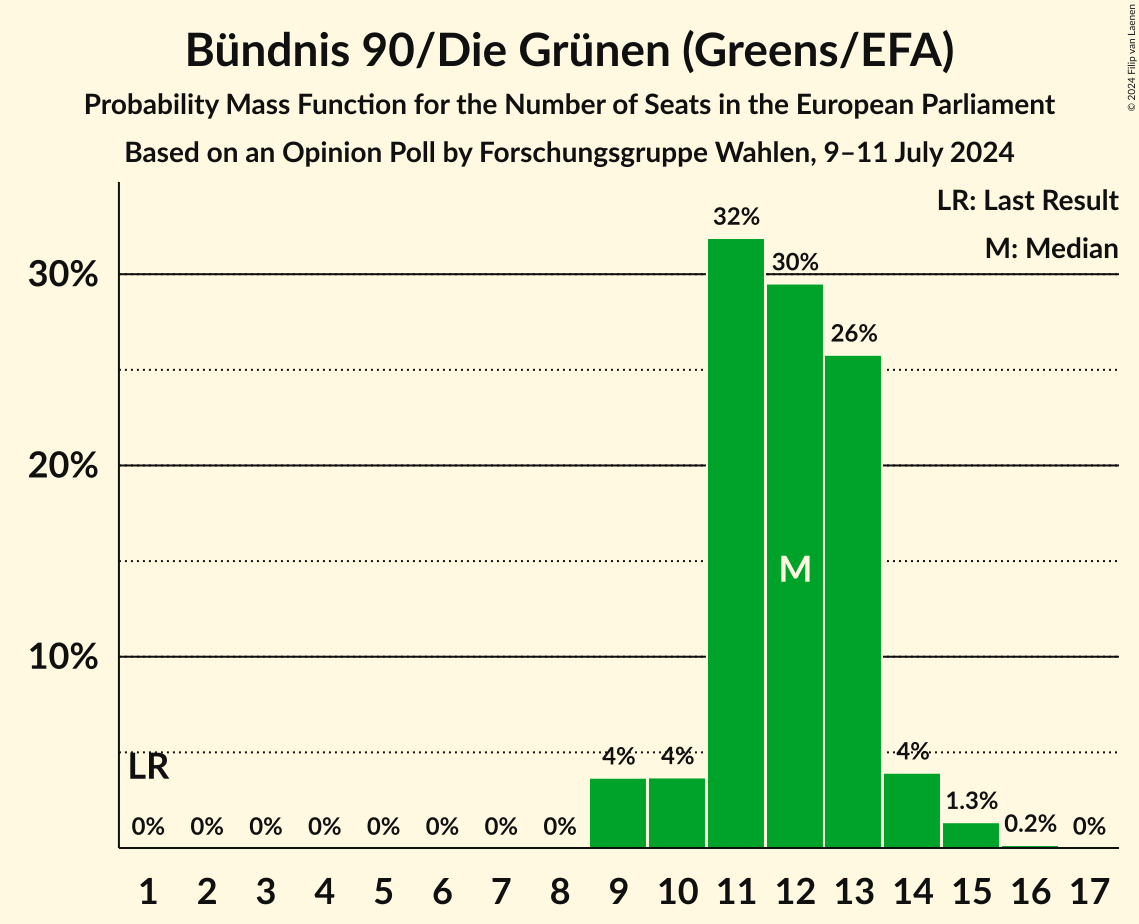 Bündnis 90/Die Grünen (Greens/EFA)
Probability Mass Function for the Number of Seats in the European Parliament
Based on an Opinion Poll by Forschungsgruppe Wahlen, 9–11 July 2024
© 2024 Filip van Laenen
LR: Last Result
M: Median
30%
20%
10%
32%
30%
26%
M
LR
0% 0% 0% 0% 0% 0% 0% 0% 4% 4% 4% 1.3% 0.2% 0%
1 2 3 4 5 6 7 8 9 10 11 12 13 14 15 16 17